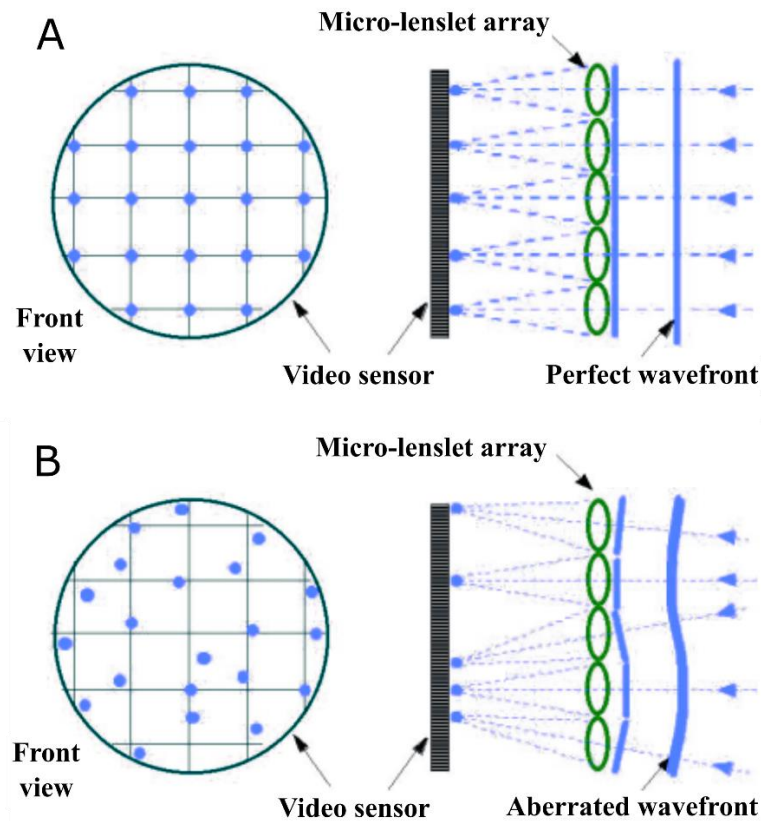 A
Micro-lenslet array
Front
view
Video sensor
Perfect wavefront
B
Micro-lenslet array
Front
view
Video sensor
Aberrated wavefront